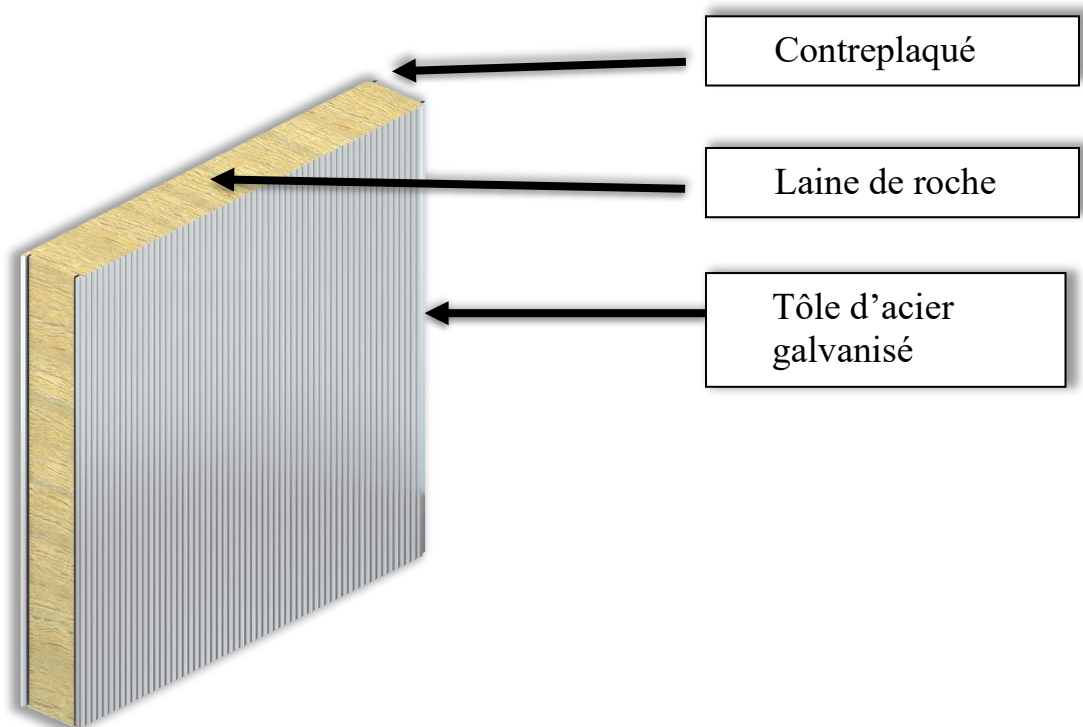 Contreplaqué
Laine de roche
Tôle d’acier
galvanisé